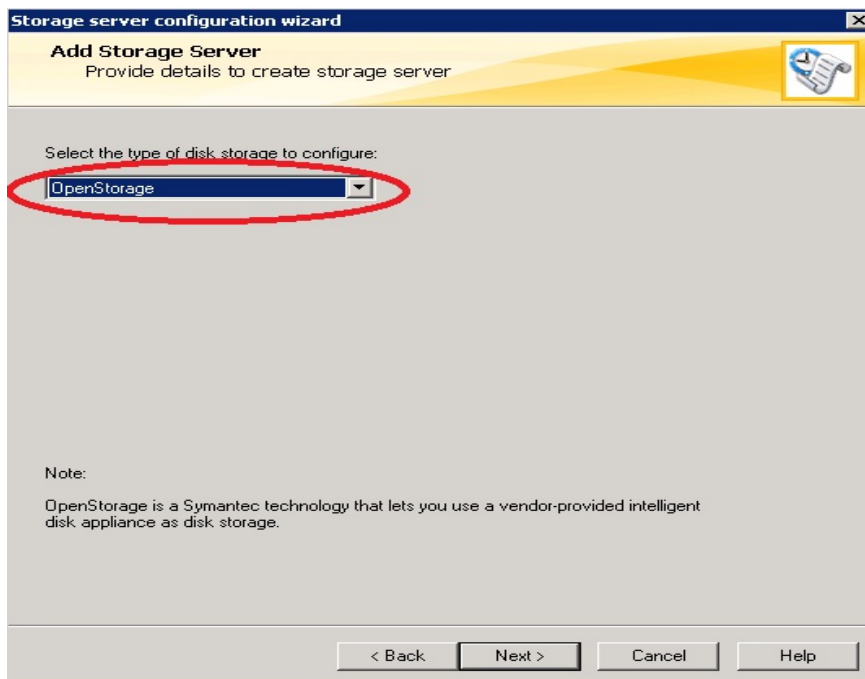 Storage server configuration wizard
Add Storage Server
Provide details to create storage server
Select the type of disk storage to configure:
OpenStorage
Note:
OpenStorage is a Symantec technology that lets you use a vendor-provided intelligent
disk appliance as disk storage.
< Back Next > Cancel Help